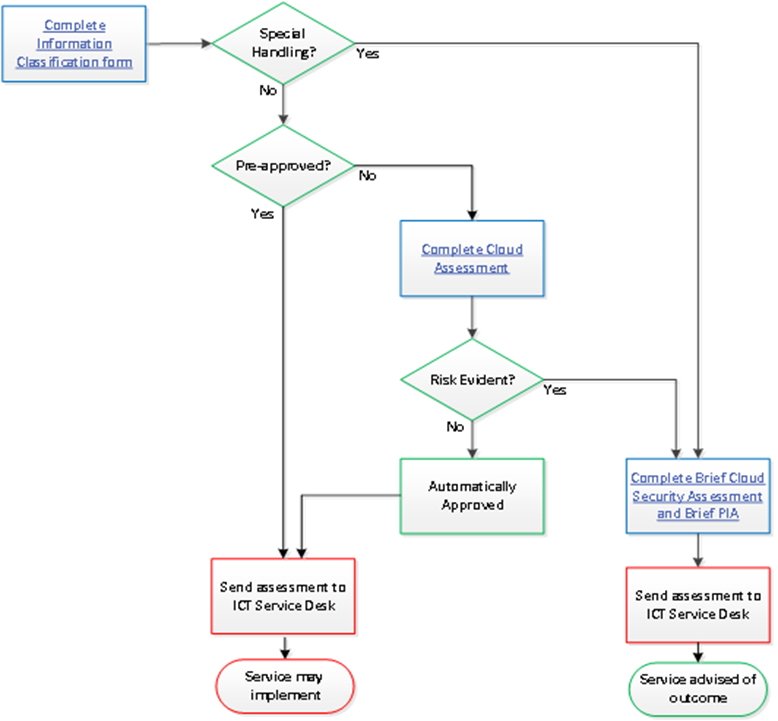 Complete
Information
Classification form
Special
Handling?
Yes
No
Pre-approved?
No
Yes
Complete Cloud
Assessment
Risk Evident?
Yes
No
Automatically
Approved
Complete Brief Cloud
Security Assessment
and Brief PIA
Send assessment to
ICT Service Desk
Send assessment to
ICT Service Desk
Service may
implement
Service advised of
outcome